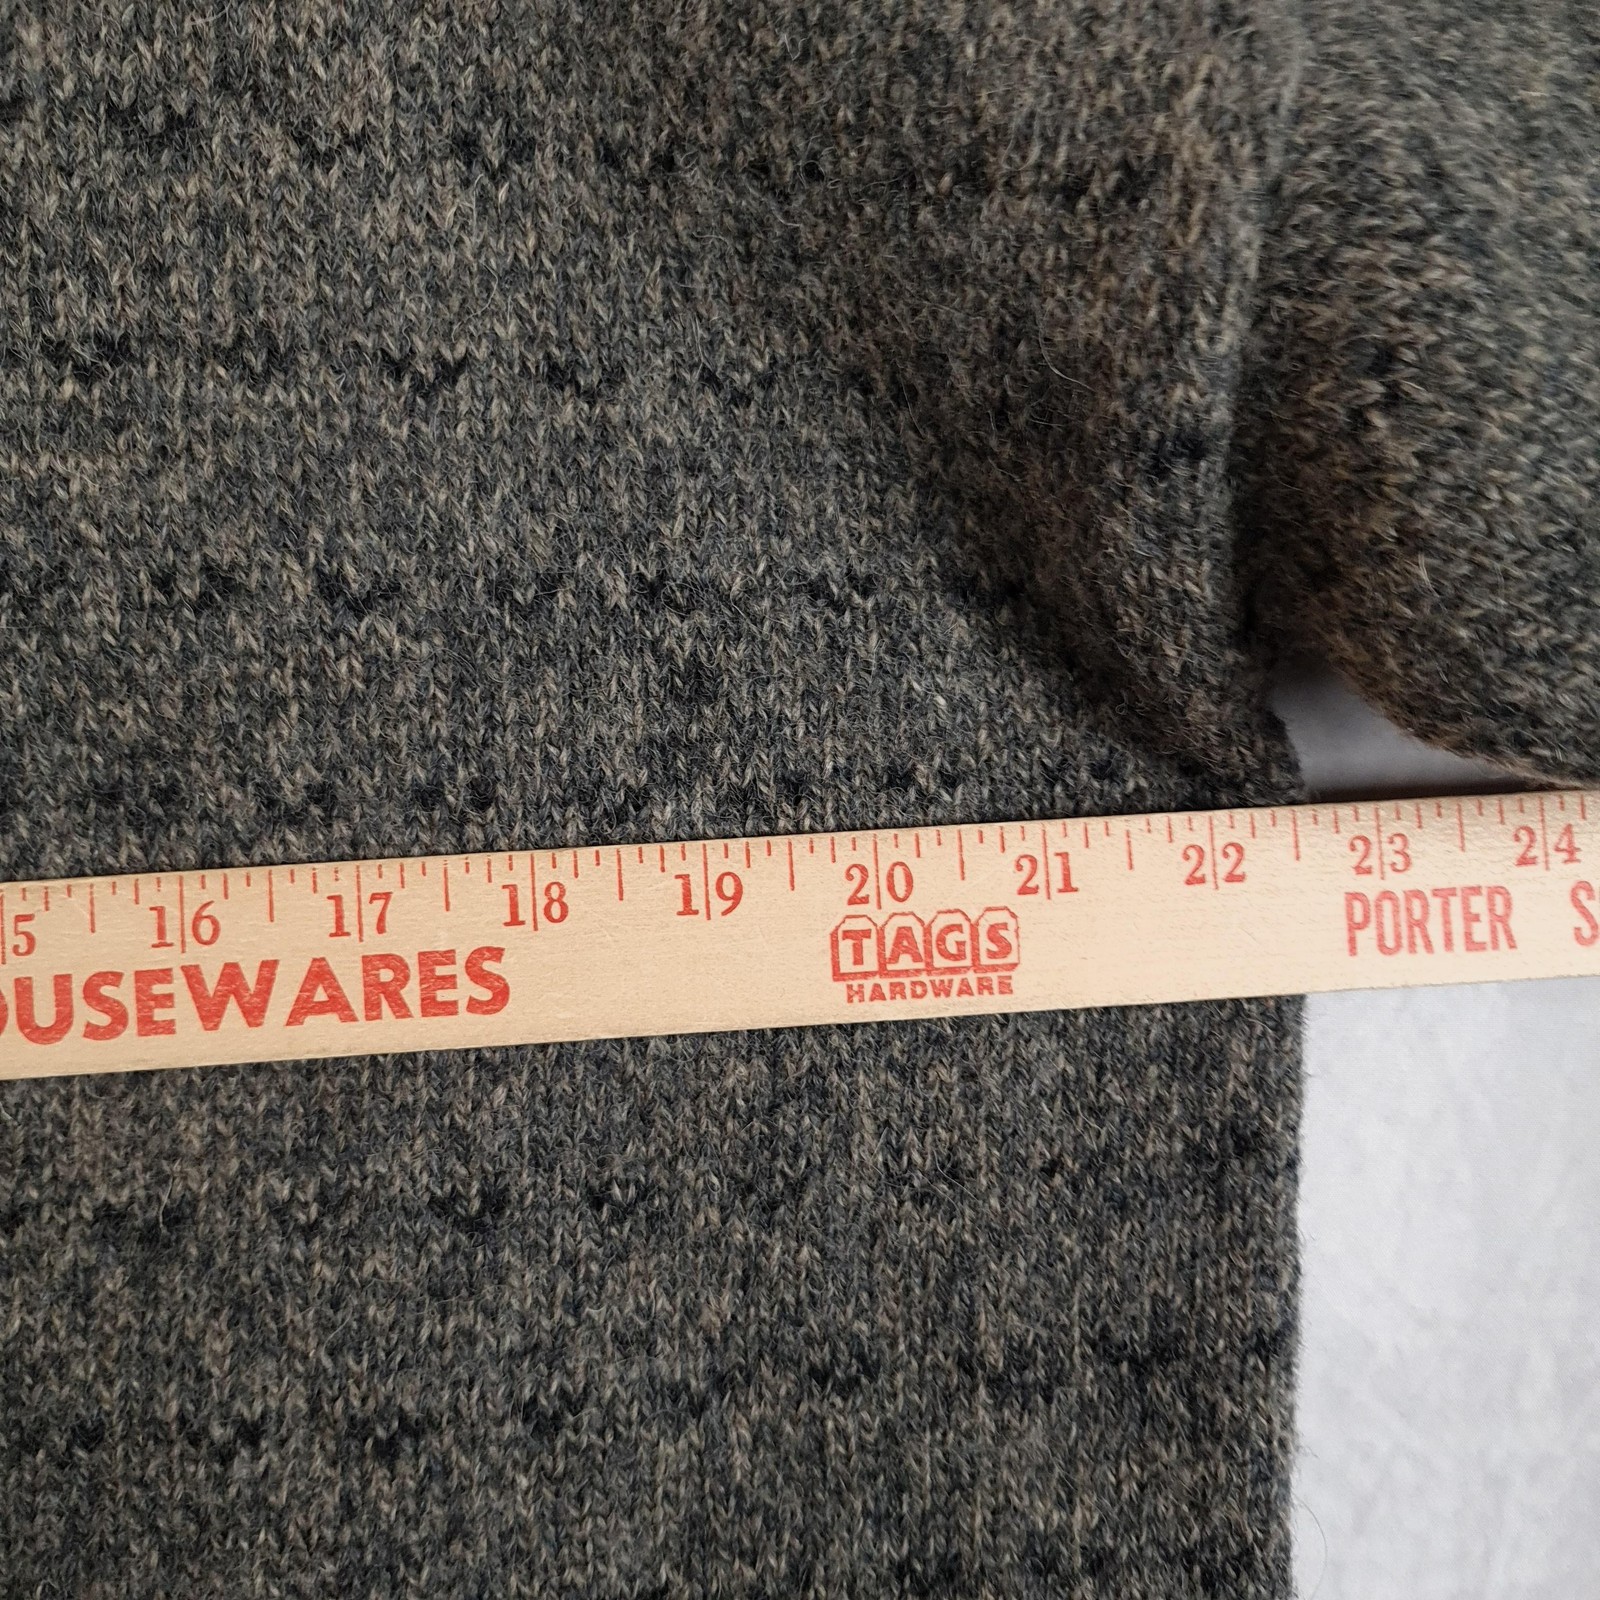 5 16 17 18 19 20 21 22 23 24
OUSEWARES
TAGS
HARDWARE
PORTER S